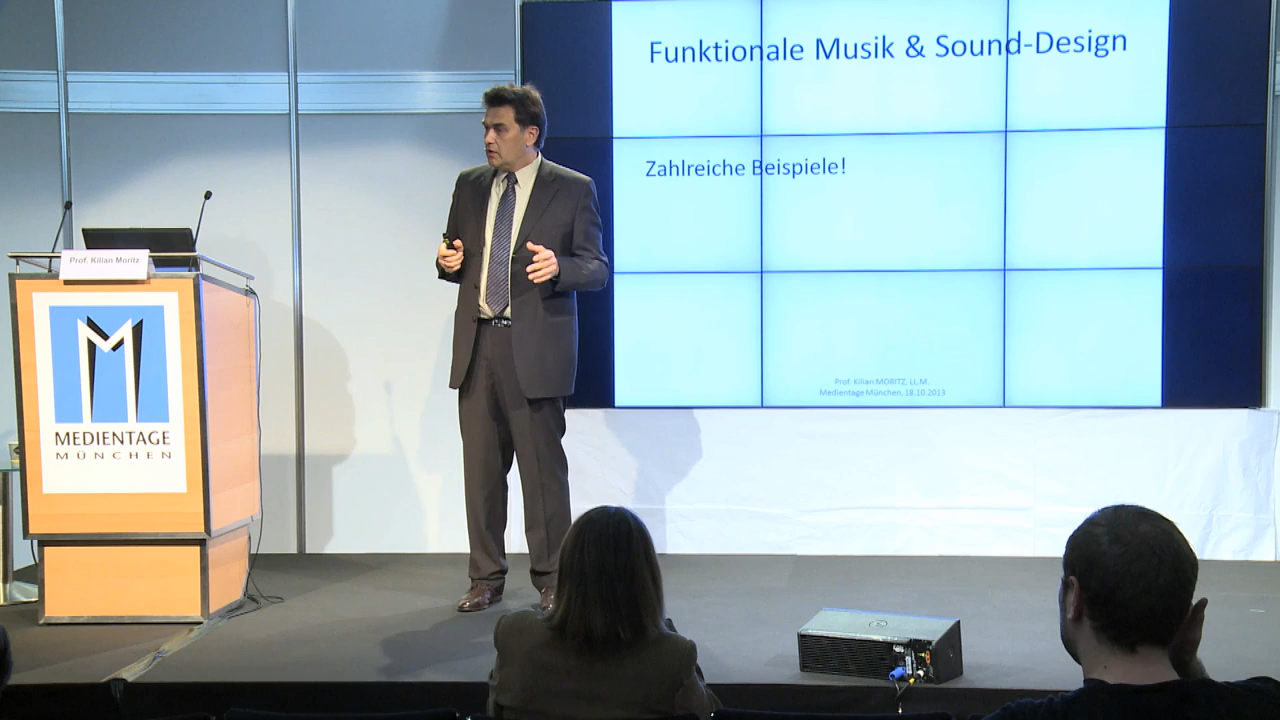 Funktionale Musik & Sound-Design
Zahlreiche Beispiele!
Prof. Kilian MORITZ, LL.M.
Medientage München, 18.10.2013
Prof. Kilian Moritz
M
MEDIENTAGE
MÜNCHEN